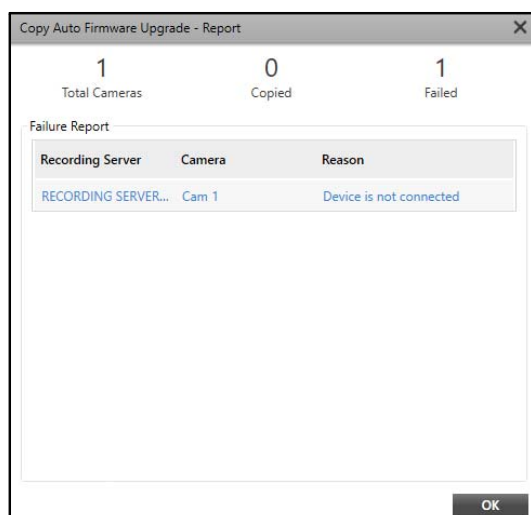 Copy Auto Firmware Upgrade - Report
1 0 1
Total Cameras Copied Failed
Failure Report
Recording Server Camera Reason
RECORDING SERVER... Cam 1 Device is not connected
OK